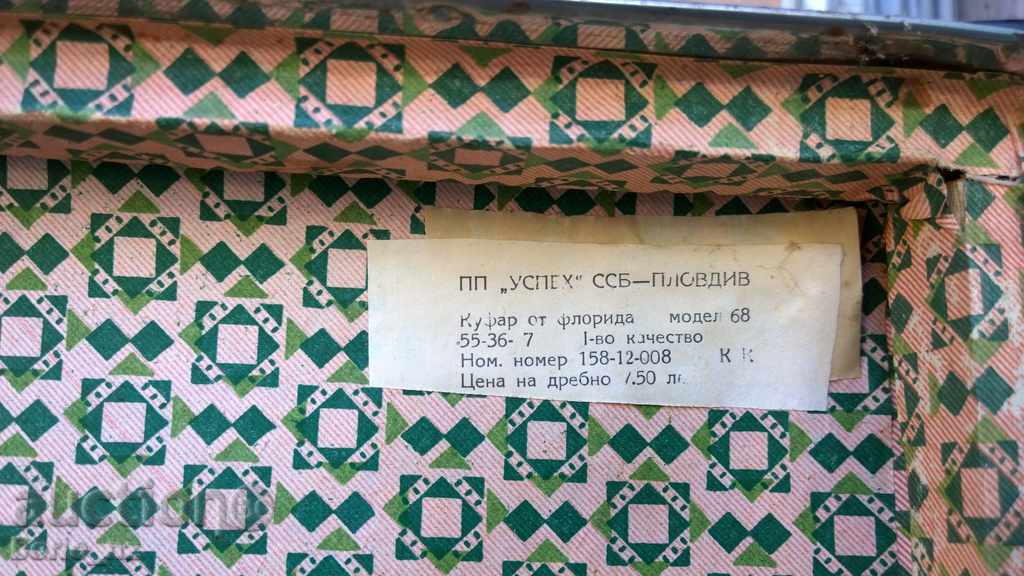 ПП „УСПЕХ" ССБ—ПЛОВДИВ
Куфар от флорида модел 68
55-36- 7 I-во качество
Ном. номер 158-12-008 К К
Цена на дребно 7.50 лв.
auction